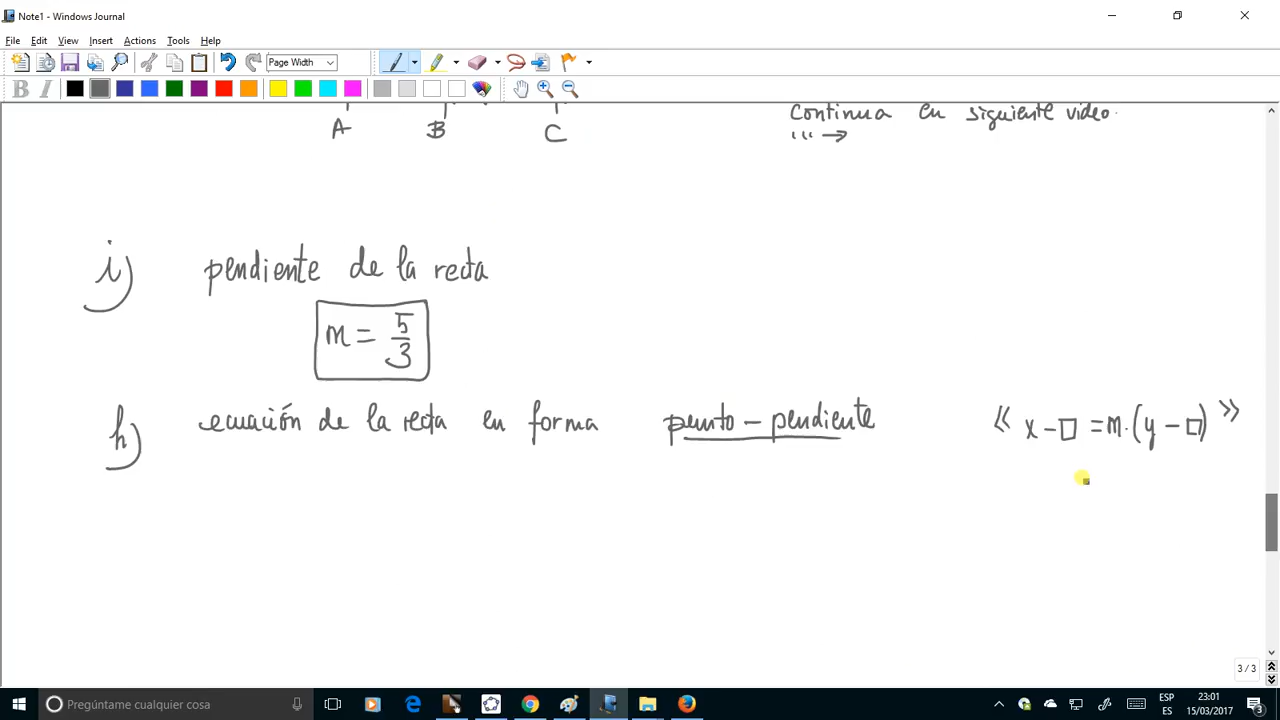 Note1 - Windows Journal
File Edit View Insert Actions Tools Help
Page Width
B I
A B C
Continua en siguiente video.
... →
i) pendiente de la recta
m = 5/3
h) ecuación de la recta en forma punto - pendiente « x - □ = m · (y - □) »
3 / 3
Pregúntame cualquier cosa
ESP 23:01
ES 15/03/2017
3